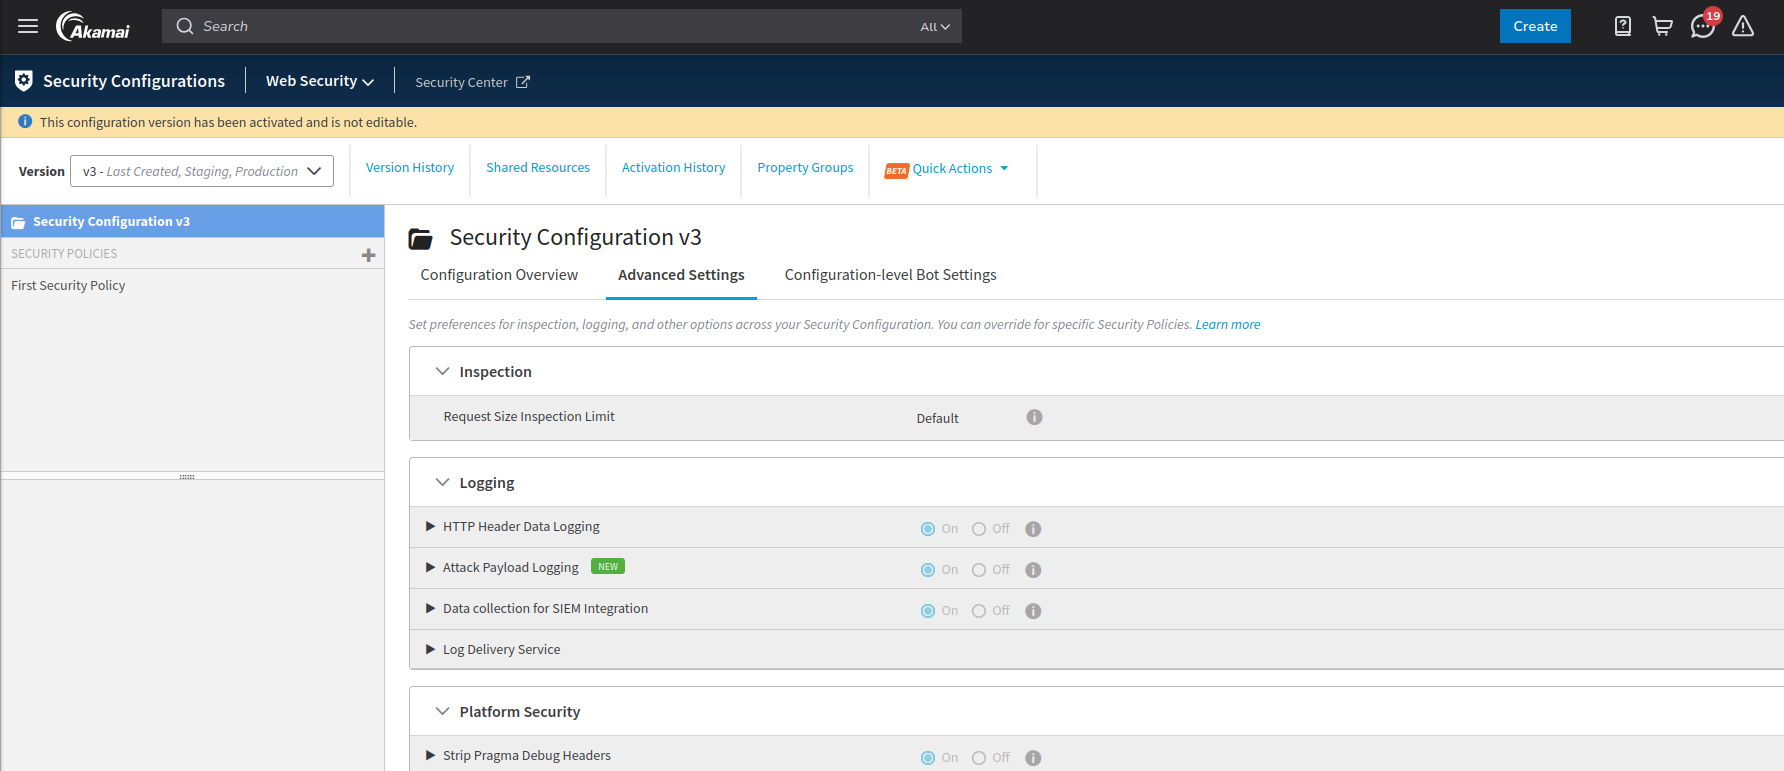 Akamai
Search
All
Create
19
Security Configurations
Web Security
Security Center
This configuration version has been activated and is not editable.
Version
v3 - Last Created, Staging, Production
Version History
Shared Resources
Activation History
Property Groups
BETA Quick Actions
Security Configuration v3
SECURITY POLICIES
First Security Policy
Security Configuration v3
Configuration Overview
Advanced Settings
Configuration-level Bot Settings
Set preferences for inspection, logging, and other options across your Security Configuration. You can override for specific Security Policies. Learn more
Inspection
Request Size Inspection Limit
Default
Logging
HTTP Header Data Logging
On Off
Attack Payload Logging NEW
On Off
Data collection for SIEM Integration
On Off
Log Delivery Service
Platform Security
Strip Pragma Debug Headers
On Off